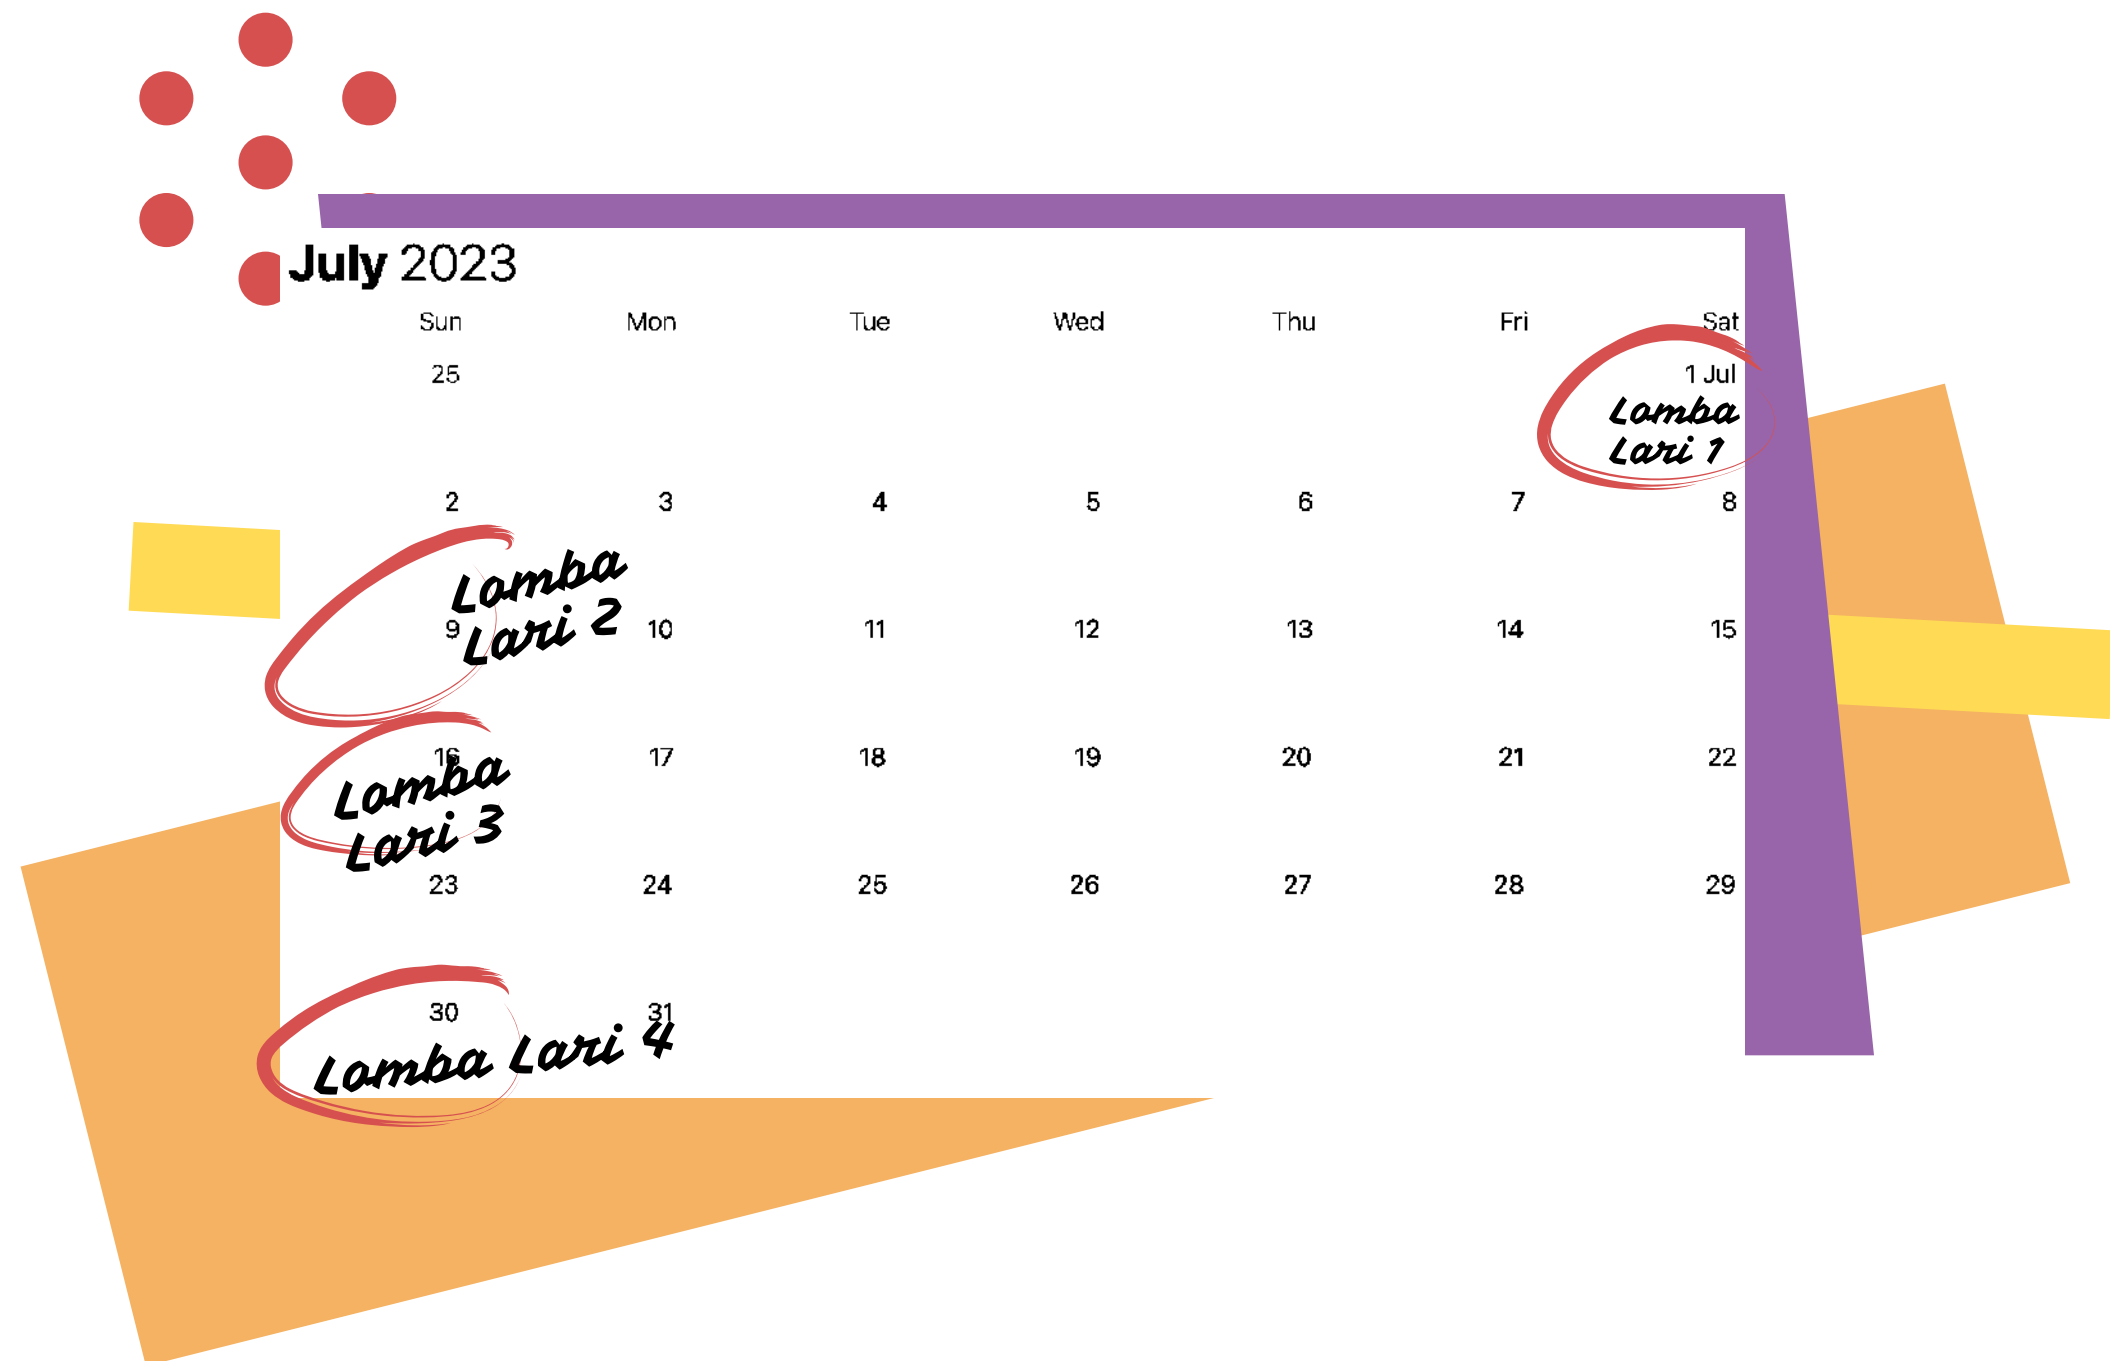 July 2023
Sun Mon Tue Wed Thu Fri Sat
25 1 Jul
Lomba
Lari 1
2 3 4 5 6 7 8
Lomba
Lari 2
9 10 11 12 13 14 15
16 17 18 19 20 21 22
Lomba
Lari 3
23 24 25 26 27 28 29
30 31
Lomba Lari 4